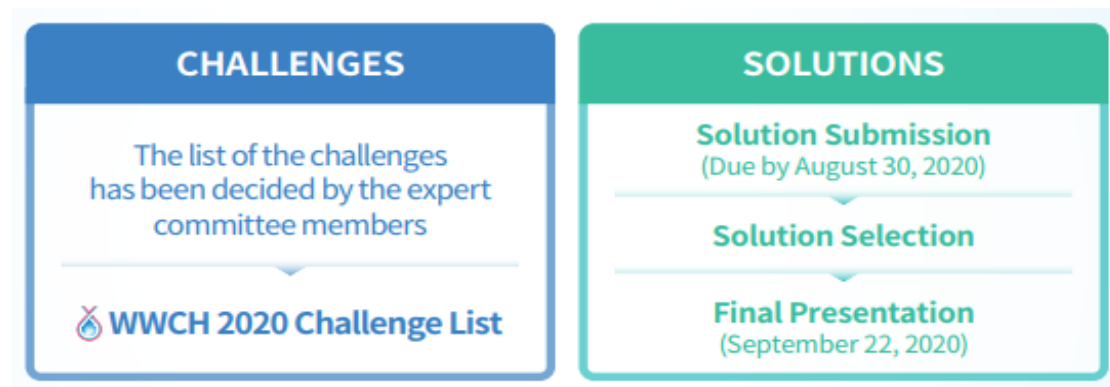 CHALLENGES
The list of the challenges
has been decided by the expert
committee members
WWCH 2020 Challenge List
SOLUTIONS
Solution Submission
(Due by August 30, 2020)
Solution Selection
Final Presentation
(September 22, 2020)